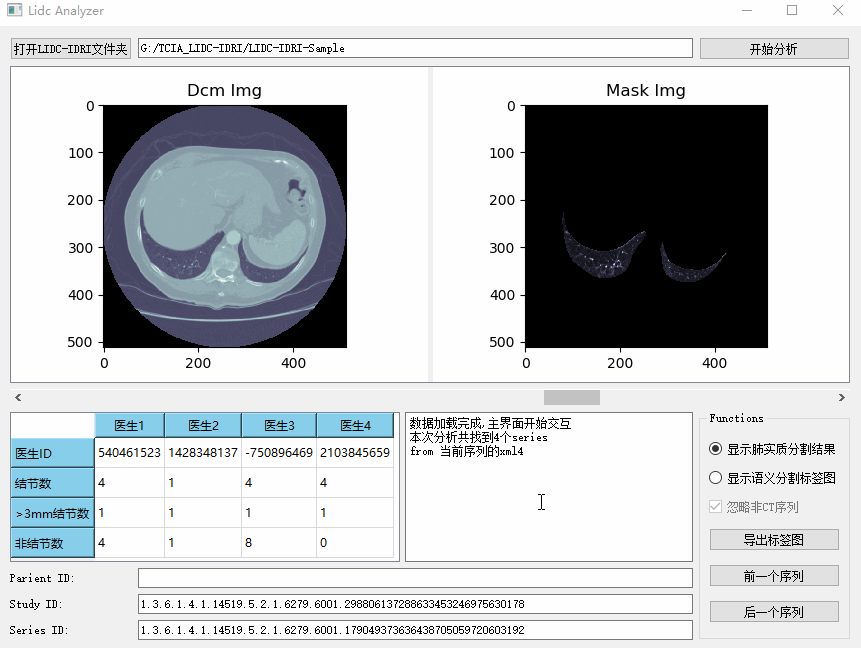 Lidc Analyzer
打开LIDC-IDRI文件夹 G:/TCIA_LIDC-IDRI/LIDC-IDRI-Sample 开始分析
Dcm Img
0
100
200
300
400
500
0 200 400
Mask Img
0
100
200
300
400
500
0 200 400
医生1 医生2 医生3 医生4
医生ID 540461523 1428348137 -750896469 2103845659
结节数 4 1 4 4
>3mm结节数 1 1 1 1
非结节数 4 1 8 0
数据加载完成,主界面开始交互
本次分析共找到4个series
from 当前序列的xml4
Functions
显示肺实质分割结果
显示语义分割标签图
忽略非CT序列
导出标签图
前一个序列
后一个序列
Parient ID:
Study ID: 1.3.6.1.4.1.14519.5.2.1.6279.6001.298806137288633453246975630178
Series ID: 1.3.6.1.4.1.14519.5.2.1.6279.6001.179049373636438705059720603192